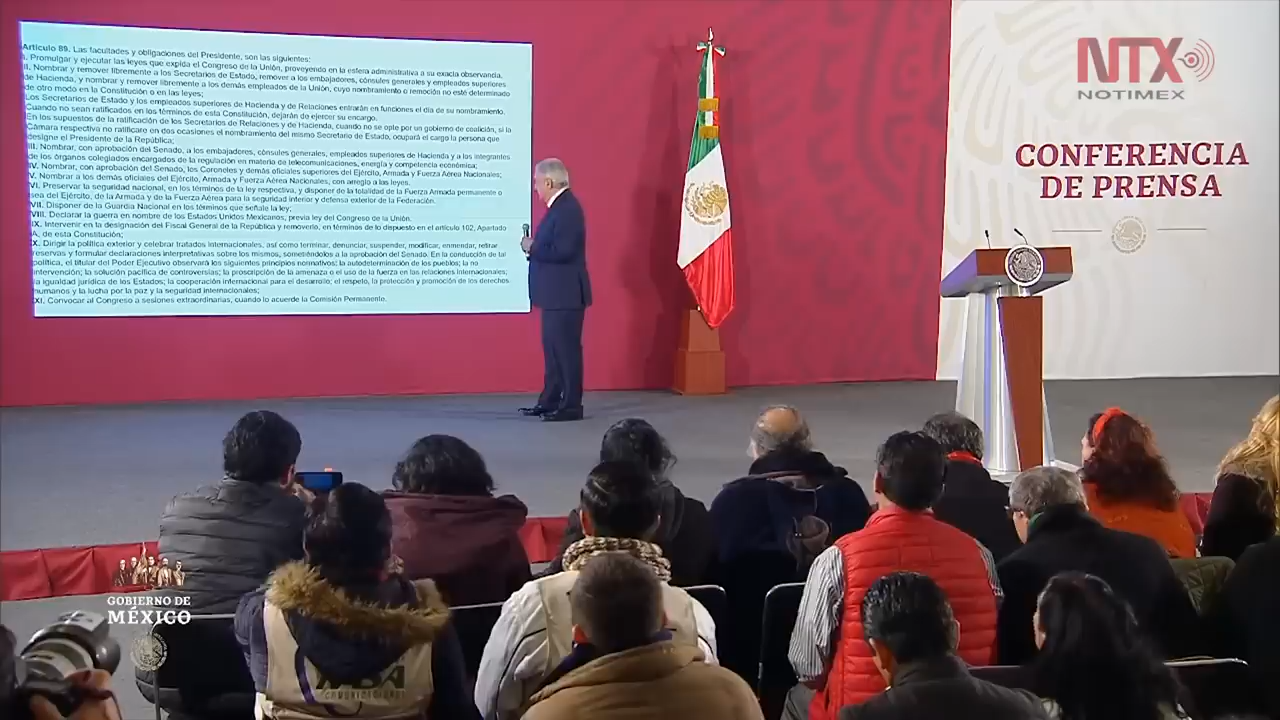 Artículo 89. Las facultades y obligaciones del Presidente, son las siguientes:
I. Promulgar y ejecutar las leyes que expida el Congreso de la Unión, proveyendo en la esfera administrativa a su exacta observancia.
II. Nombrar y remover libremente a los Secretarios de Estado, remover a los embajadores, cónsules generales y empleados superiores
de Hacienda, y nombrar y remover libremente a los demás empleados de la Unión, cuyo nombramiento o remoción no esté determinado
de otro modo en la Constitución o en las leyes;
Los Secretarios de Estado y los empleados superiores de Hacienda y de Relaciones entrarán en funciones el día de su nombramiento.
Cuando no sean ratificados en los términos de esta Constitución, dejarán de ejercer su encargo.
En los supuestos de la ratificación de los Secretarios de Relaciones y de Hacienda, cuando no se opte por un gobierno de coalición, si la
Cámara respectiva no ratificare en dos ocasiones el nombramiento del mismo Secretario de Estado, ocupará el cargo la persona que
designe el Presidente de la República;
III. Nombrar, con aprobación del Senado, a los embajadores, cónsules generales, empleados superiores de Hacienda y a los integrantes
de los órganos colegiados encargados de la regulación en materia de telecomunicaciones, energía y competencia económica;
IV. Nombrar, con aprobación del Senado, los Coroneles y demás oficiales superiores del Ejército, Armada y Fuerza Aérea Nacionales;
V. Nombrar a los demás oficiales del Ejército, Armada y Fuerza Aérea Nacionales, con arreglo a las leyes.
VI. Preservar la seguridad nacional, en los términos de la ley respectiva, y disponer de la totalidad de la Fuerza Armada permanente o
sea del Ejército, de la Armada y de la Fuerza Aérea para la seguridad interior y defensa exterior de la Federación.
VII. Disponer de la Guardia Nacional en los términos que señale la ley;
VIII. Declarar la guerra en nombre de los Estados Unidos Mexicanos, previa ley del Congreso de la Unión.
IX. Intervenir en la designación del Fiscal General de la República y removerlo, en términos de lo dispuesto en el artículo 102, Apartado
A, de esta Constitución;
X. Dirigir la política exterior y celebrar tratados internacionales, así como terminar, denunciar, suspender, modificar, enmendar, retirar
reservas y formular declaraciones interpretativas sobre los mismos, sometiéndolos a la aprobación del Senado. En la conducción de tal
política, el titular del Poder Ejecutivo observará los siguientes principios normativos: la autodeterminación de los pueblos; la no
intervención; la solución pacífica de controversias; la proscripción de la amenaza o el uso de la fuerza en las relaciones internacionales;
la igualdad jurídica de los Estados; la cooperación internacional para el desarrollo; el respeto, la protección y promoción de los derechos
humanos y la lucha por la paz y la seguridad internacionales;
XI. Convocar al Congreso a sesiones extraordinarias, cuando lo acuerde la Comisión Permanente.
NTX
NOTIMEX
CONFERENCIA
DE PRENSA
GOBIERNO DE
MÉXICO
COMUNICACIONES